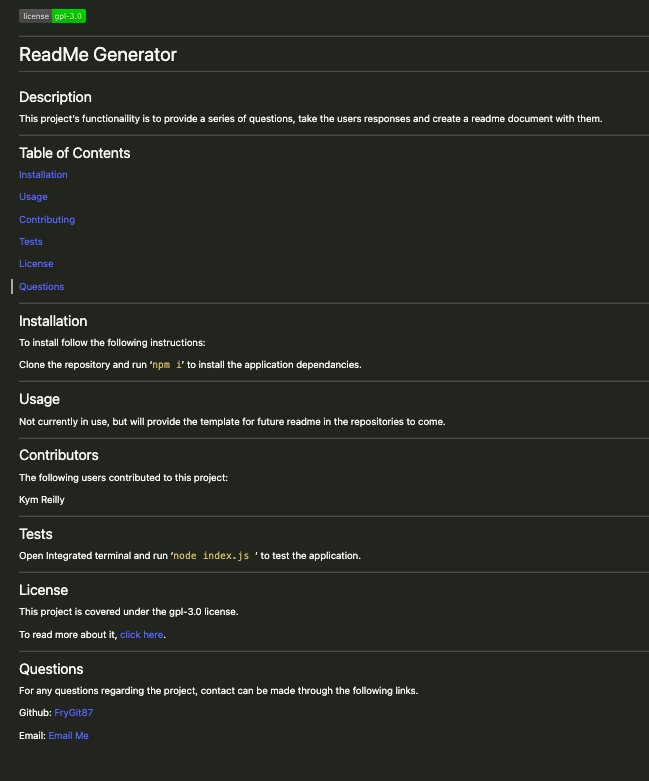 license gpl-3.0
ReadMe Generator
Description
This project's functionaility is to provide a series of questions, take the users responses and create a readme document with them.
Table of Contents
Installation
Usage
Contributing
Tests
License
Questions
Installation
To install follow the following instructions:
Clone the repository and run ‘npm i’ to install the application dependancies.
Usage
Not currently in use, but will provide the template for future readme in the repositories to come.
Contributors
The following users contributed to this project:
Kym Reilly
Tests
Open Integrated terminal and run ‘node index.js ’ to test the application.
License
This project is covered under the gpl-3.0 license.
To read more about it, click here.
Questions
For any questions regarding the project, contact can be made through the following links.
Github: FryGit87
Email: Email Me